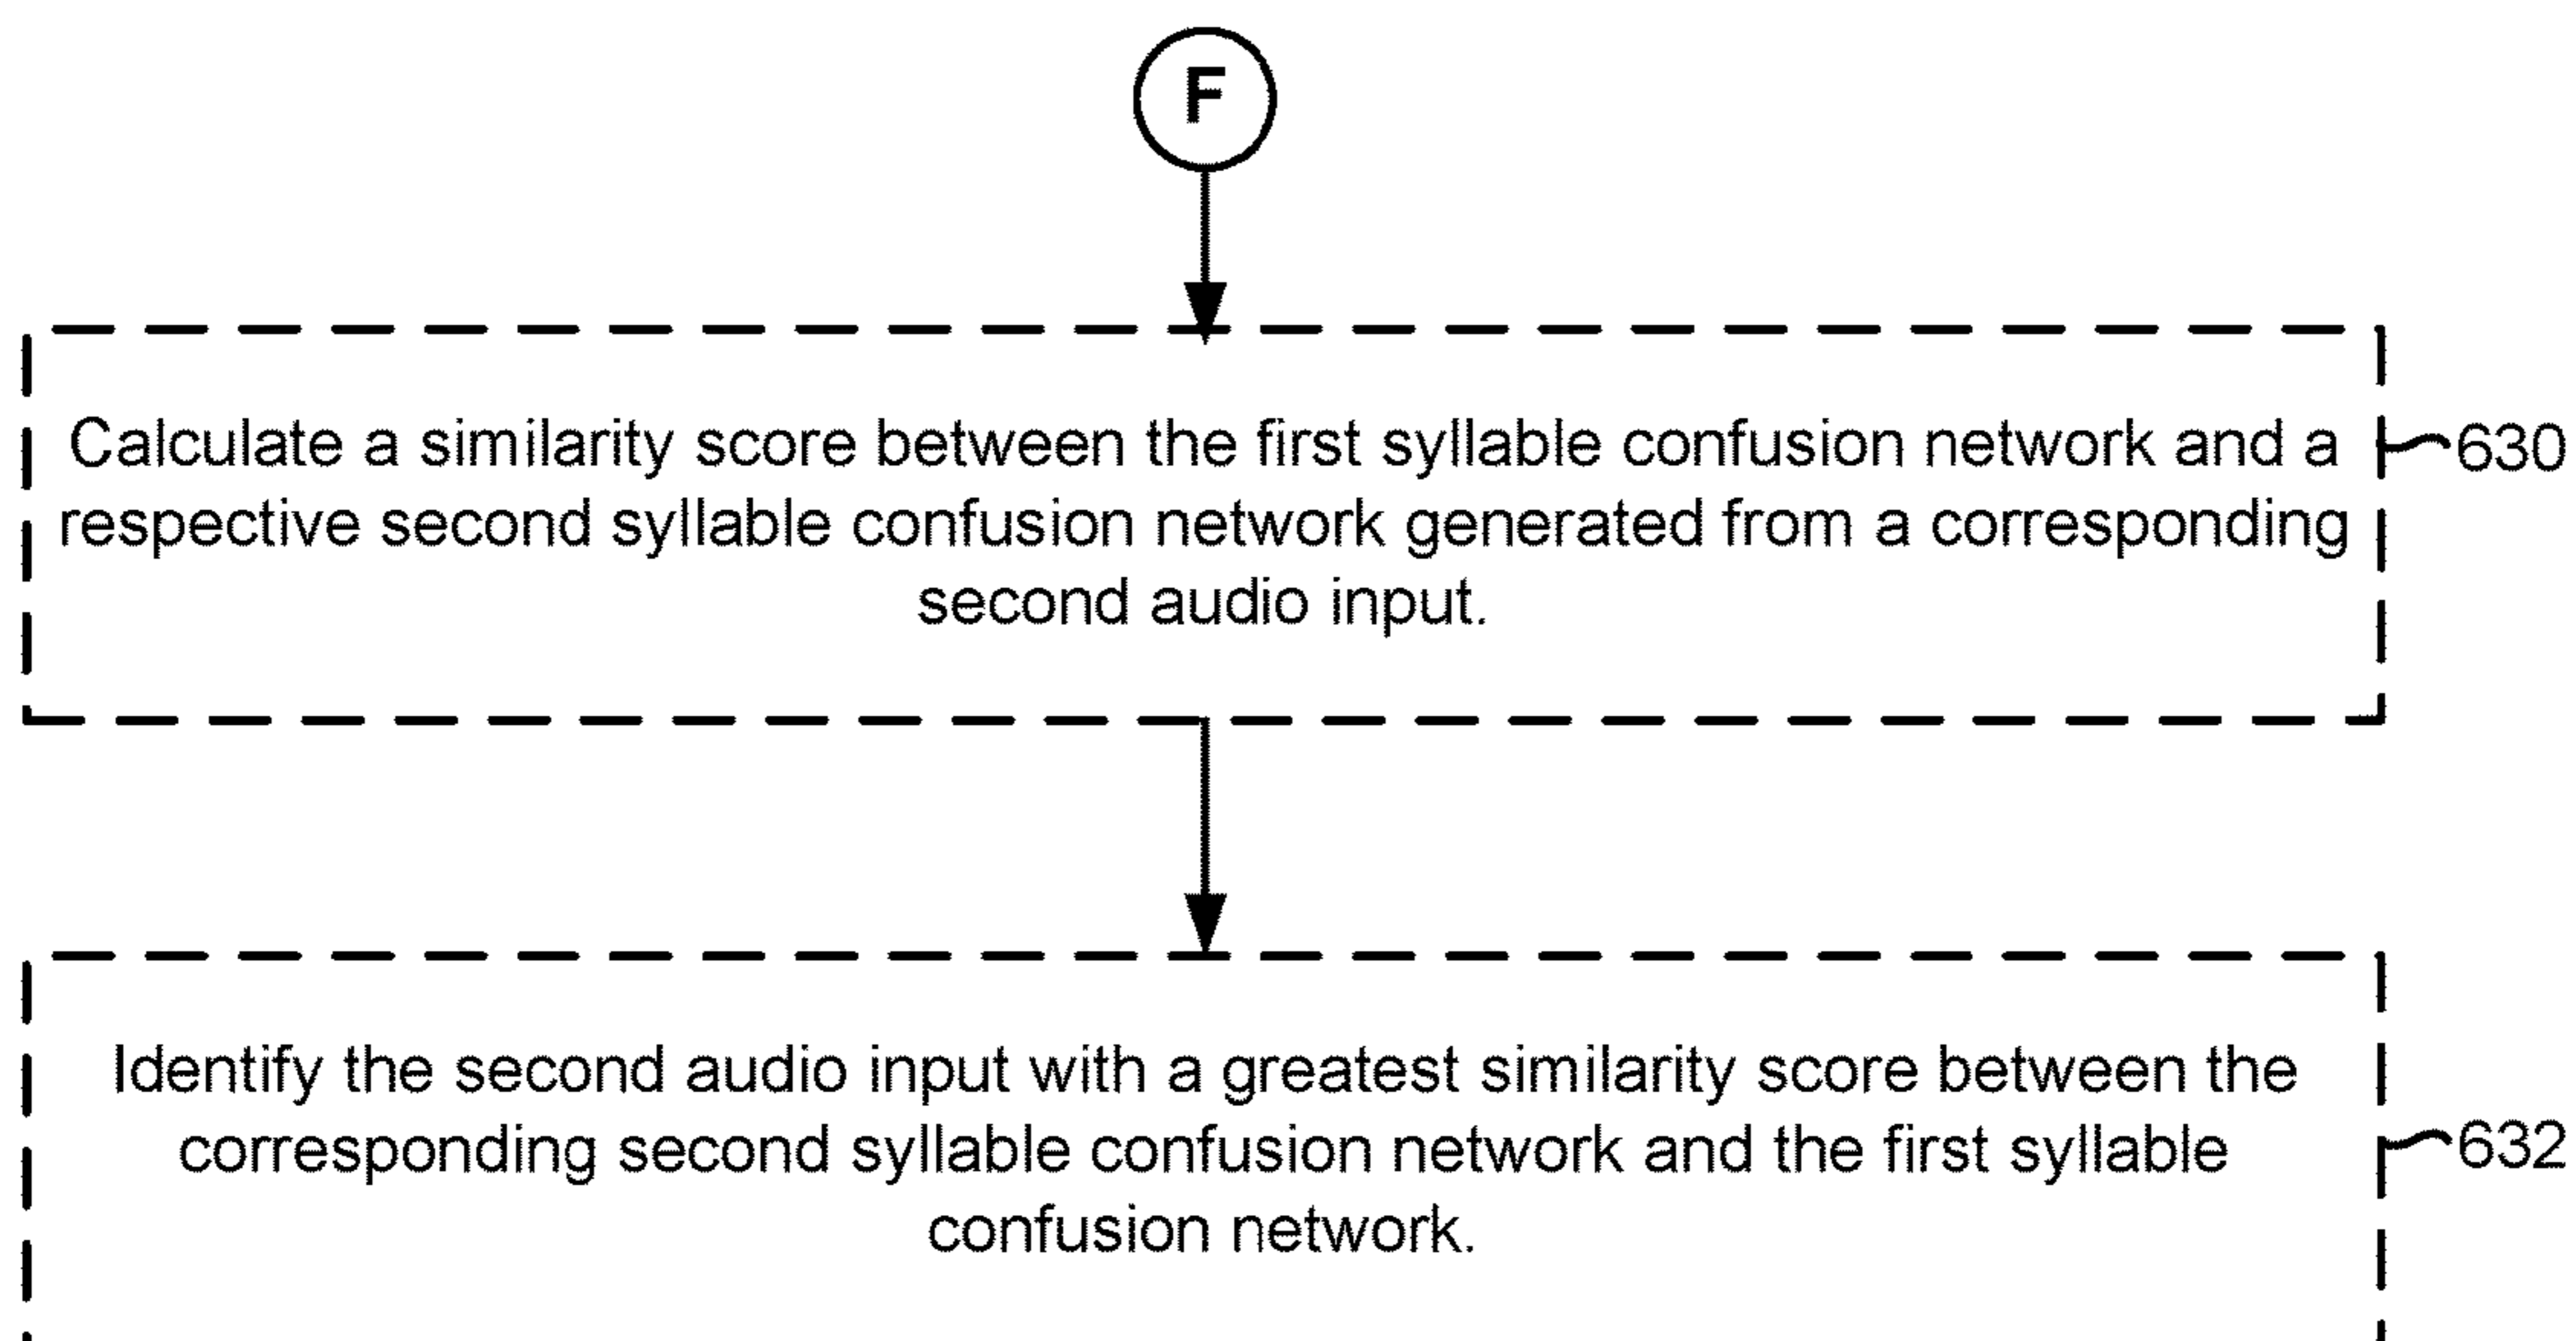 F
Calculate a similarity score between the first syllable confusion network and a
630
respective second syllable confusion network generated from a corresponding
second audio input.
Identify the second audio input with a greatest similarity score between the
corresponding second syllable confusion network and the first syllable
632
confusion network.